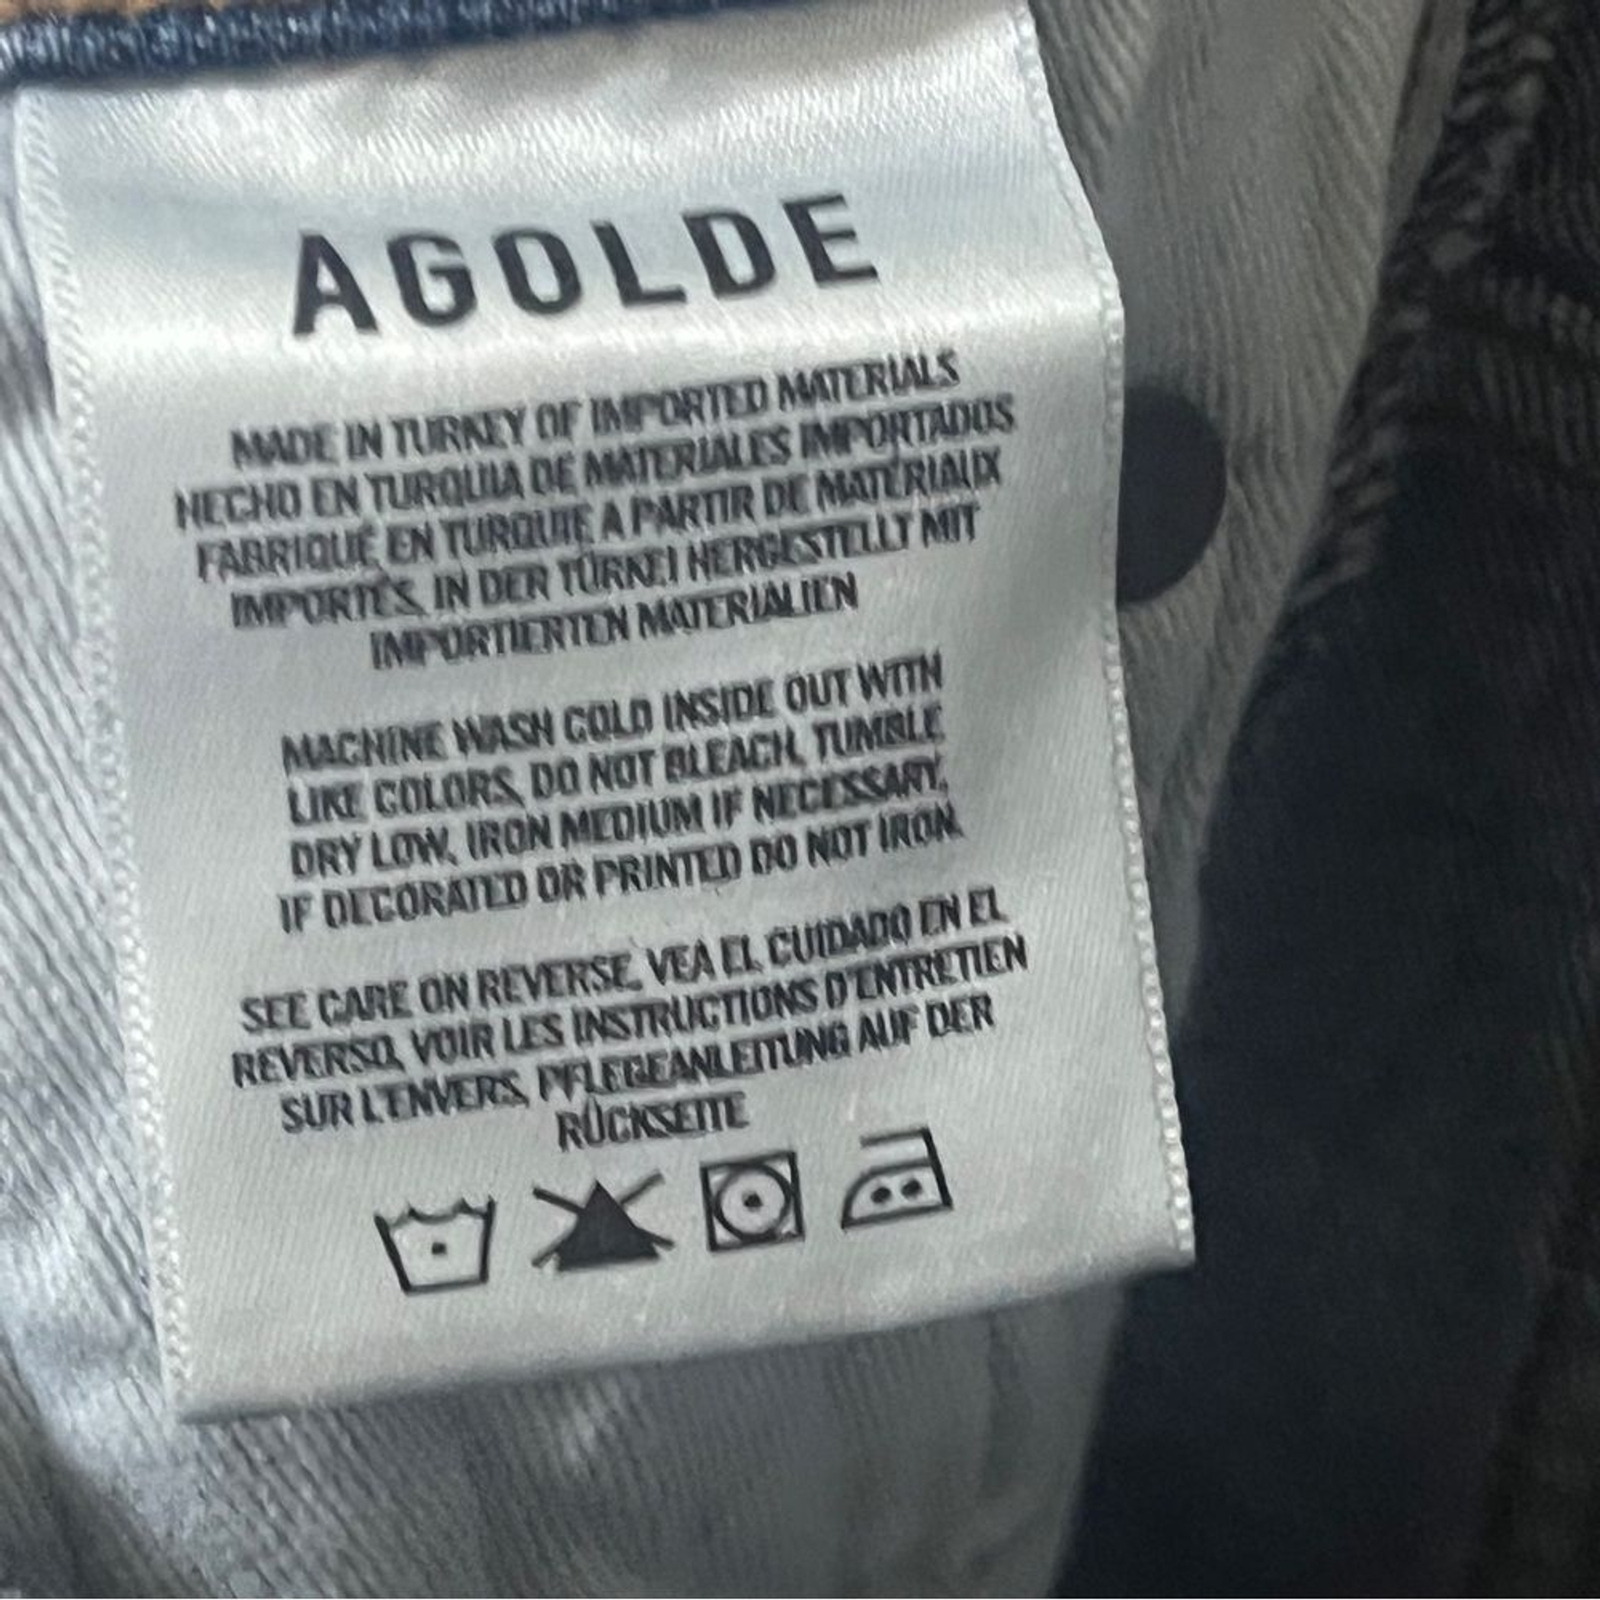 AGOLDE
MADE IN TURKEY OF IMPORTED MATERIALS
HECHO EN TURQUIA DE MATERIALES IMPORTADOS
FABRIQUÉ EN TURQUIE A PARTIR DE MATÉRIAUX
IMPORTÉS, IN DER TÜRKEI HERGESTELLT MIT
IMPORTIERTEN MATERIALIEN
MACHINE WASH COLD INSIDE OUT WITH
LIKE COLORS, DO NOT BLEACH, TUMBLE
DRY LOW, IRON MEDIUM IF NECESSARY,
IF DECORATED OR PRINTED DO NOT IRON.
SEE CARE ON REVERSE, VEA EL CUIDADO EN EL
REVERSO, VOIR LES INSTRUCTIONS D'ENTRETIEN
SUR L'ENVERS, PFLEGEANLEITUNG AUF DER
RÜCKSEITE